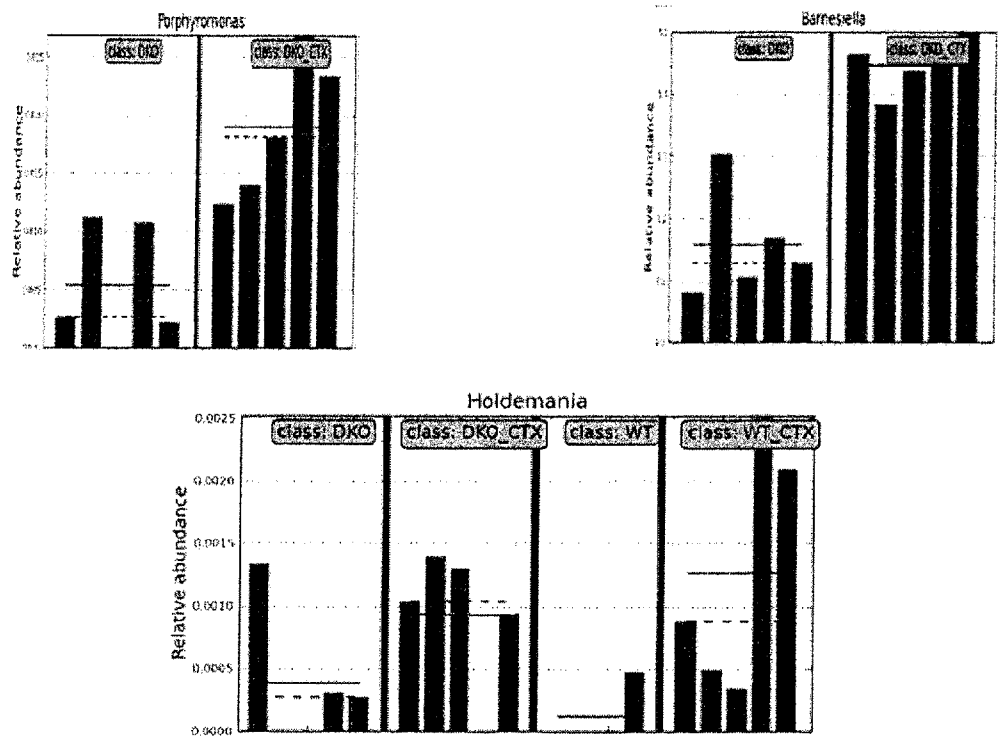 Porphyromonas
class: DKO
class: DKO_CTX
Relative abundance
Barnesiella
class: DKO
class: DKO_CTX
Relative abundance
Holdemania
class: DKO
class: DKO_CTX
class: WT
class: WT_CTX
0.0025
0.0020
0.0015
0.0010
0.0005
0.0000
Relative abundance